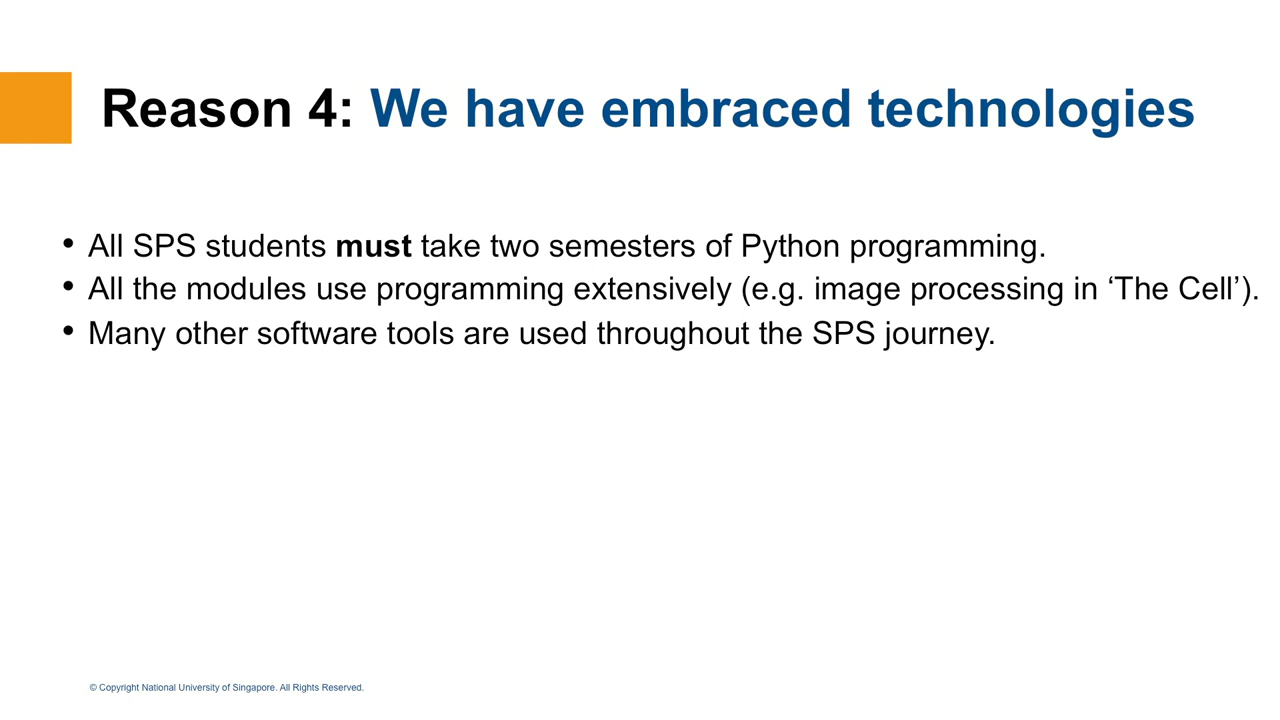 Reason 4: We have embraced technologies
• All SPS students must take two semesters of Python programming.
• All the modules use programming extensively (e.g. image processing in ‘The Cell’).
• Many other software tools are used throughout the SPS journey.
© Copyright National University of Singapore. All Rights Reserved.